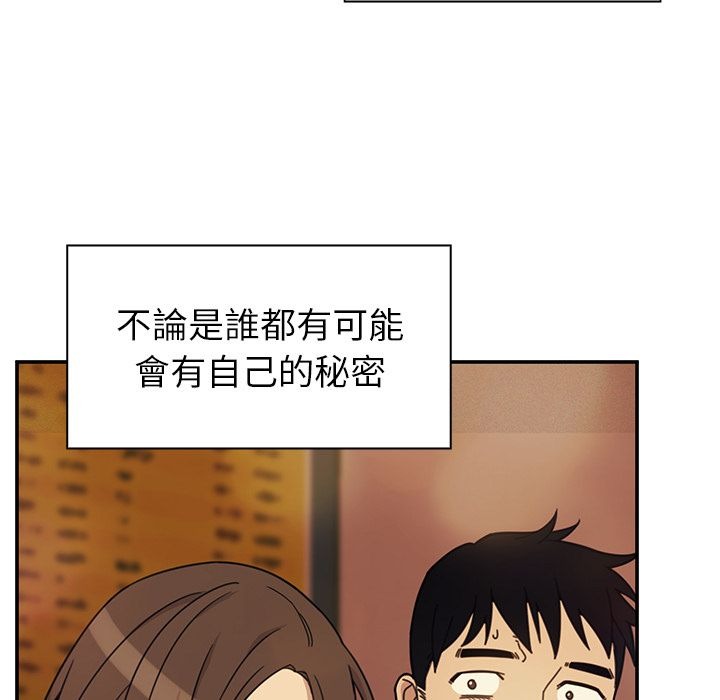 不論是誰都有可能
會有自己的秘密